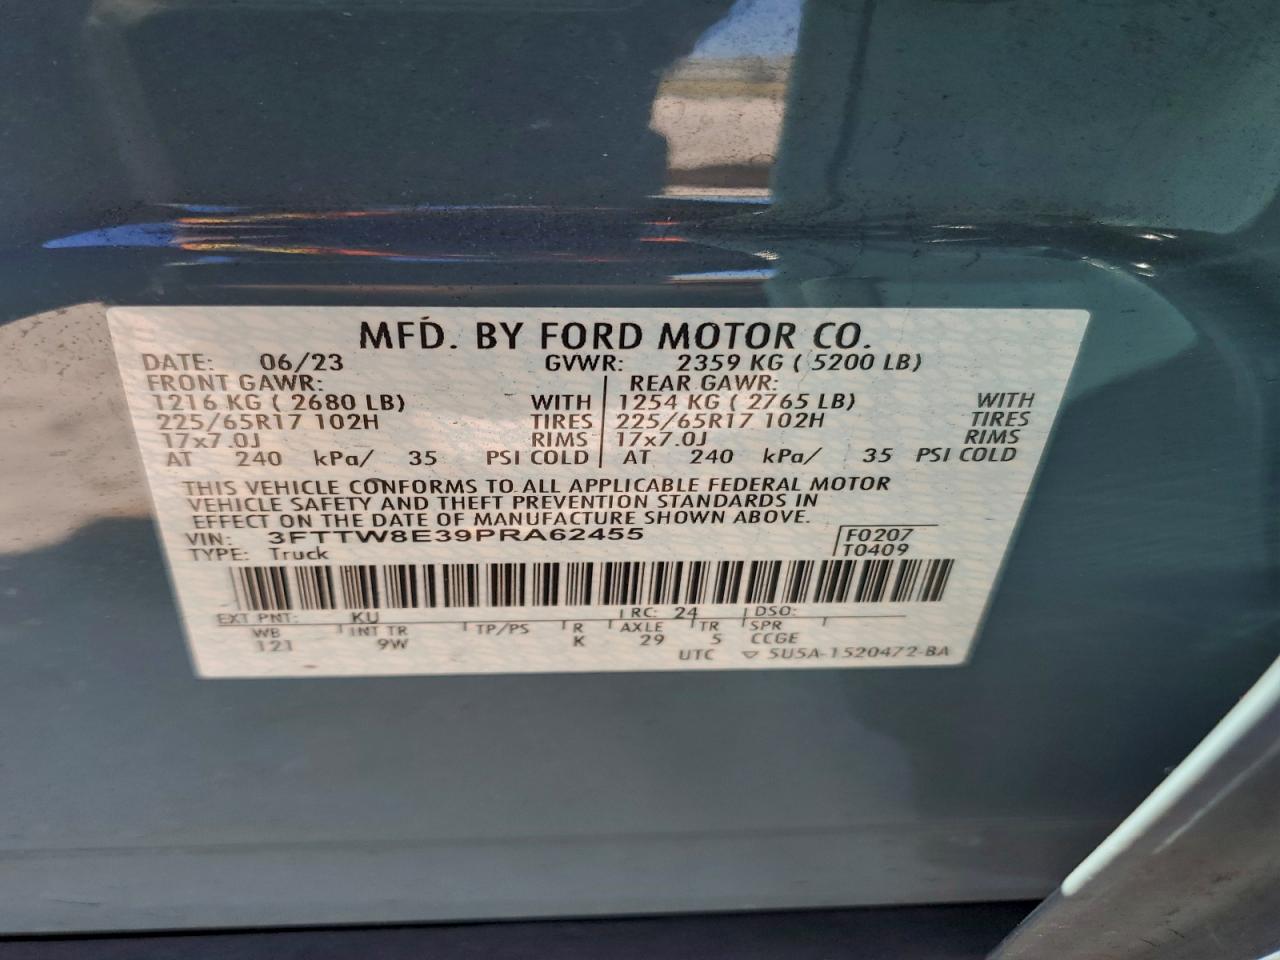 MFD. BY FORD MOTOR CO.
DATE: 06/23 GVWR: 2359 KG ( 5200 LB)
FRONT GAWR: REAR GAWR:
1216 KG ( 2680 LB) WITH 1254 KG ( 2765 LB) WITH
225/65R17 102H TIRES 225/65R17 102H TIRES
17x7.0J RIMS 17x7.0J RIMS
AT 240 kPa/ 35 PSI COLD AT 240 kPa/ 35 PSI COLD
THIS VEHICLE CONFORMS TO ALL APPLICABLE FEDERAL MOTOR
VEHICLE SAFETY AND THEFT PREVENTION STANDARDS IN
EFFECT ON THE DATE OF MANUFACTURE SHOWN ABOVE.
VIN: 3FTTW8E39PRA62455 F0207
TYPE: Truck T0409
EXT PNT: KU RC: 24 DSO:
WB INT TR TP/PS R AXLE TR SPR
121 9W K 29 5 CCGE
UTC ▽ 5U5A-1520472-BA